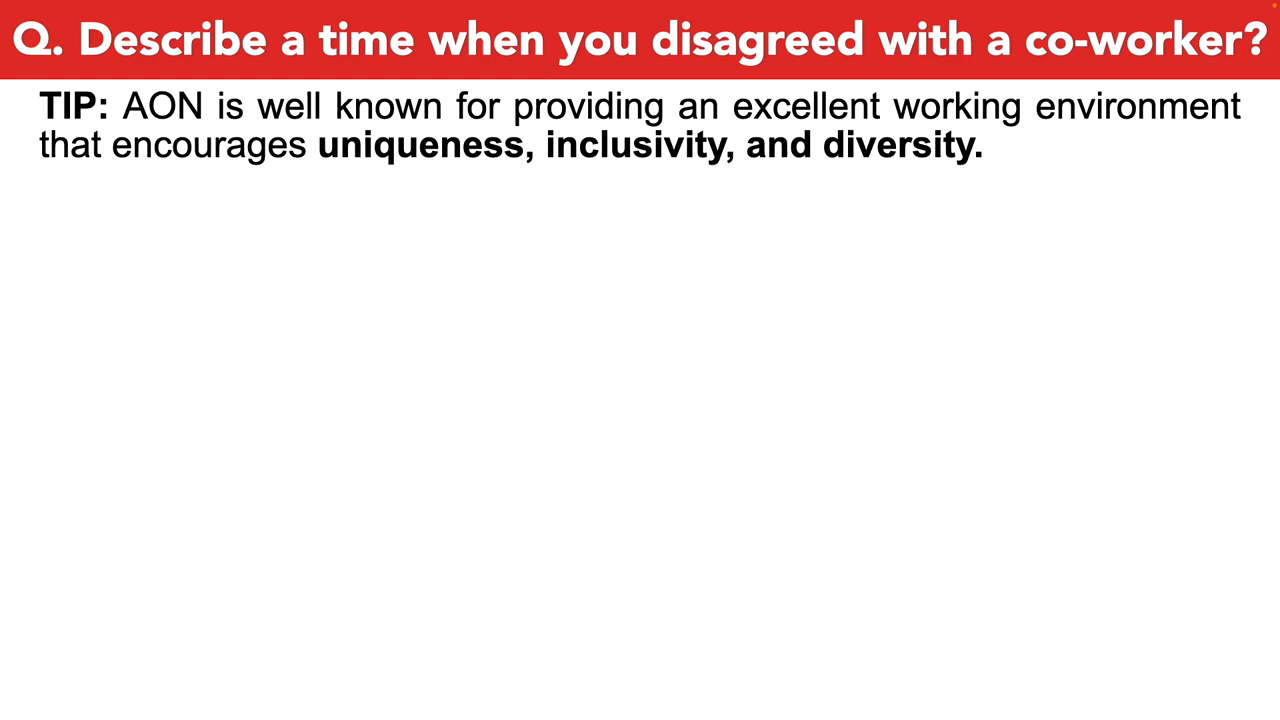 Q. Describe a time when you disagreed with a co-worker?
TIP: AON is well known for providing an excellent working environment
that encourages uniqueness, inclusivity, and diversity.